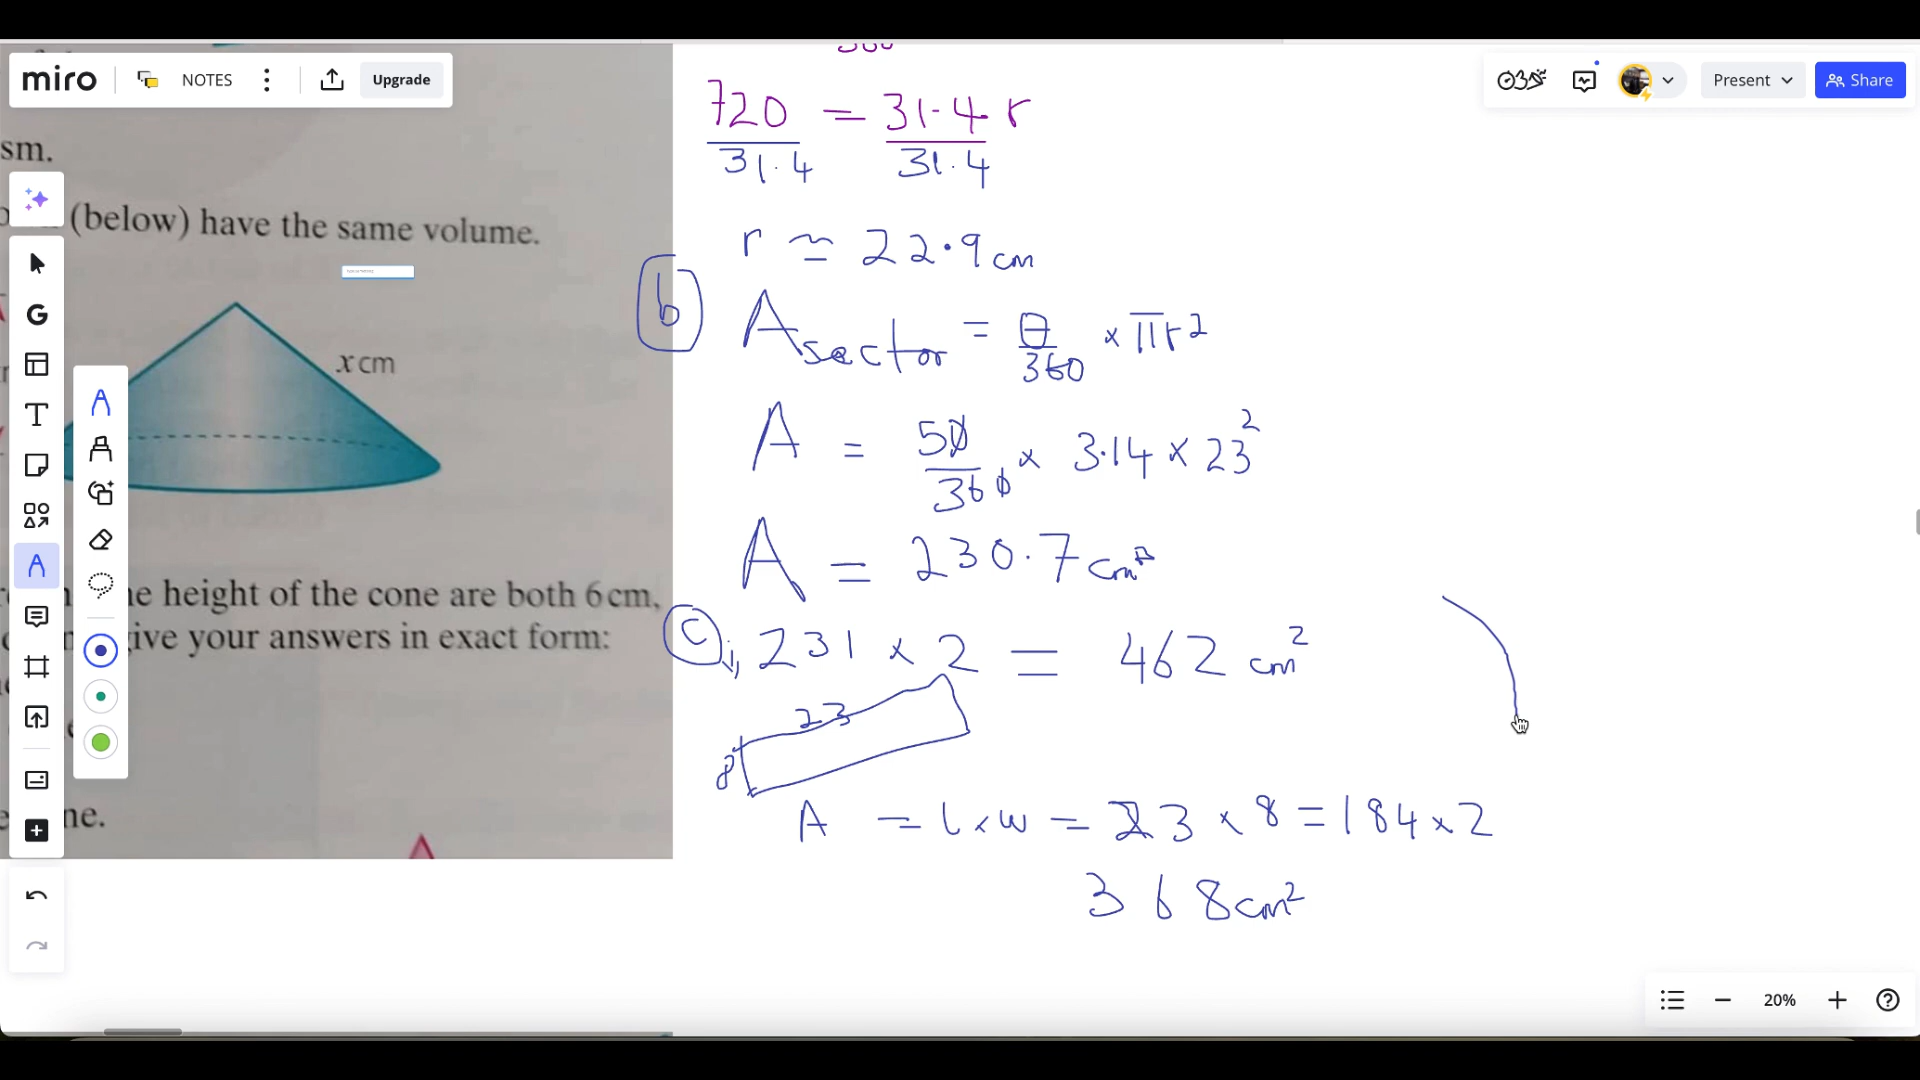 miro NOTES Upgrade
Present Share
sm.
(below) have the same volume.
x cm
he height of the cone are both 6 cm,
ive your answers in exact form:
ne.
360
720 = 31.4 r
31.4 31.4
r ≃ 22.9 cm
b
A sector = θ/360 × πr²
A = 50/360 × 3.14 × 23²
A = 230.7 cm²
c i, 231 × 2 = 462 cm²
23
8
A = l × w = 23 × 8 = 184 × 2
368 cm²
20%